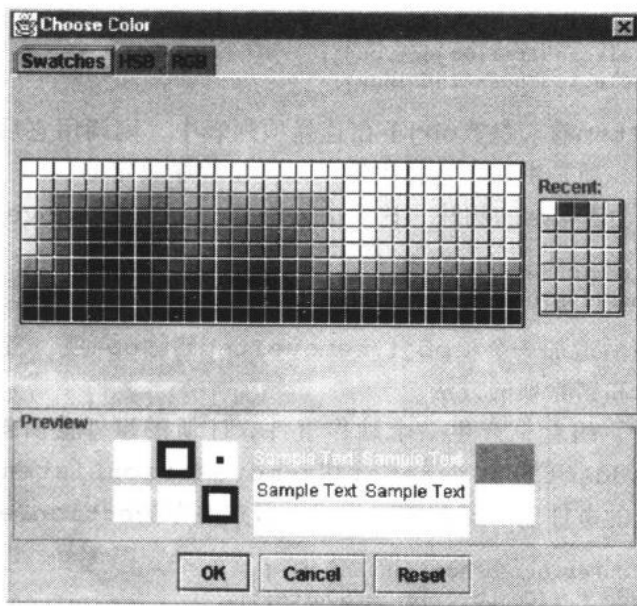 Choose Color
Swatches HSB RGB
Recent:
Preview
Sample Text Sample Text
Sample Text Sample Text
OK Cancel Reset